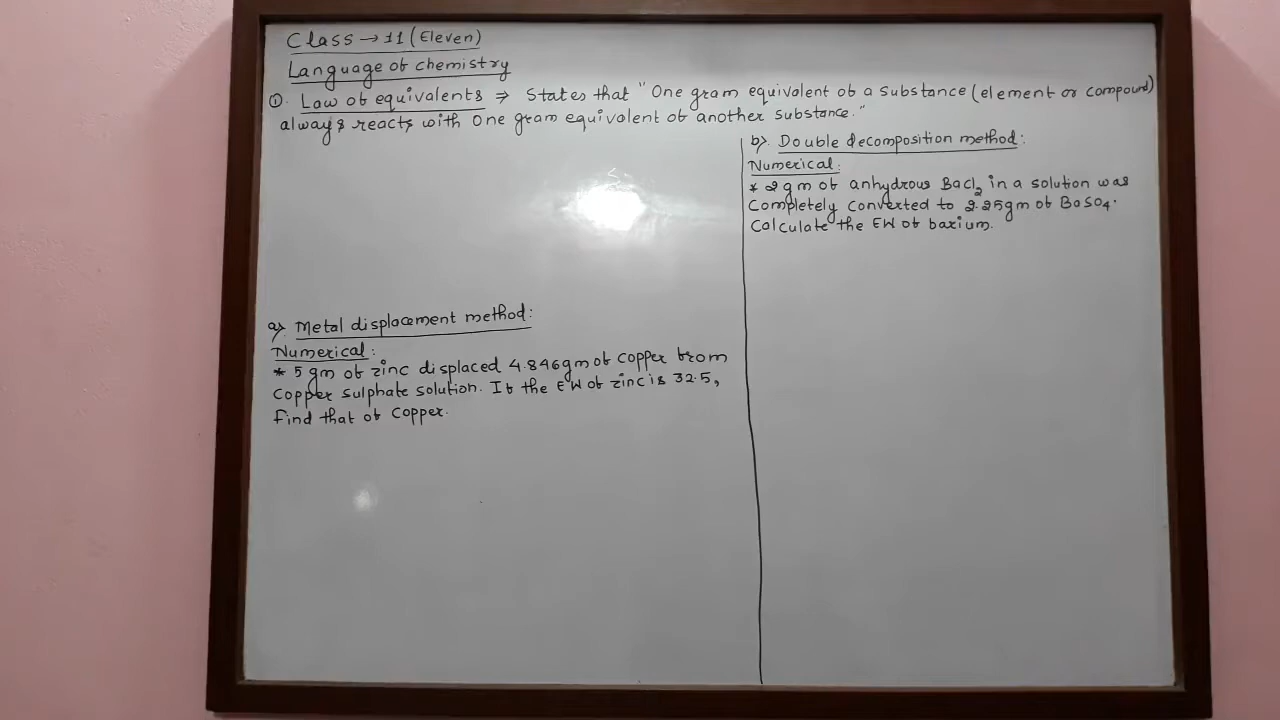 Class → 11 (Eleven)
Language of chemistry
① Law of equivalents ⇒ States that "One gram equivalent of a substance (element or compound)
always reacts with one gram equivalent of another substance."
a) Metal displacement method:
Numerical:
* 5 gm of zinc displaced 4.846gm of copper from
copper sulphate solution. If the EW of zinc is 32.5,
find that of copper.
b) Double decomposition method:
Numerical:
* 2 gm of anhydrous BaCl₂ in a solution was
completely converted to 2.25gm of BaSO₄.
Calculate the EW of barium.